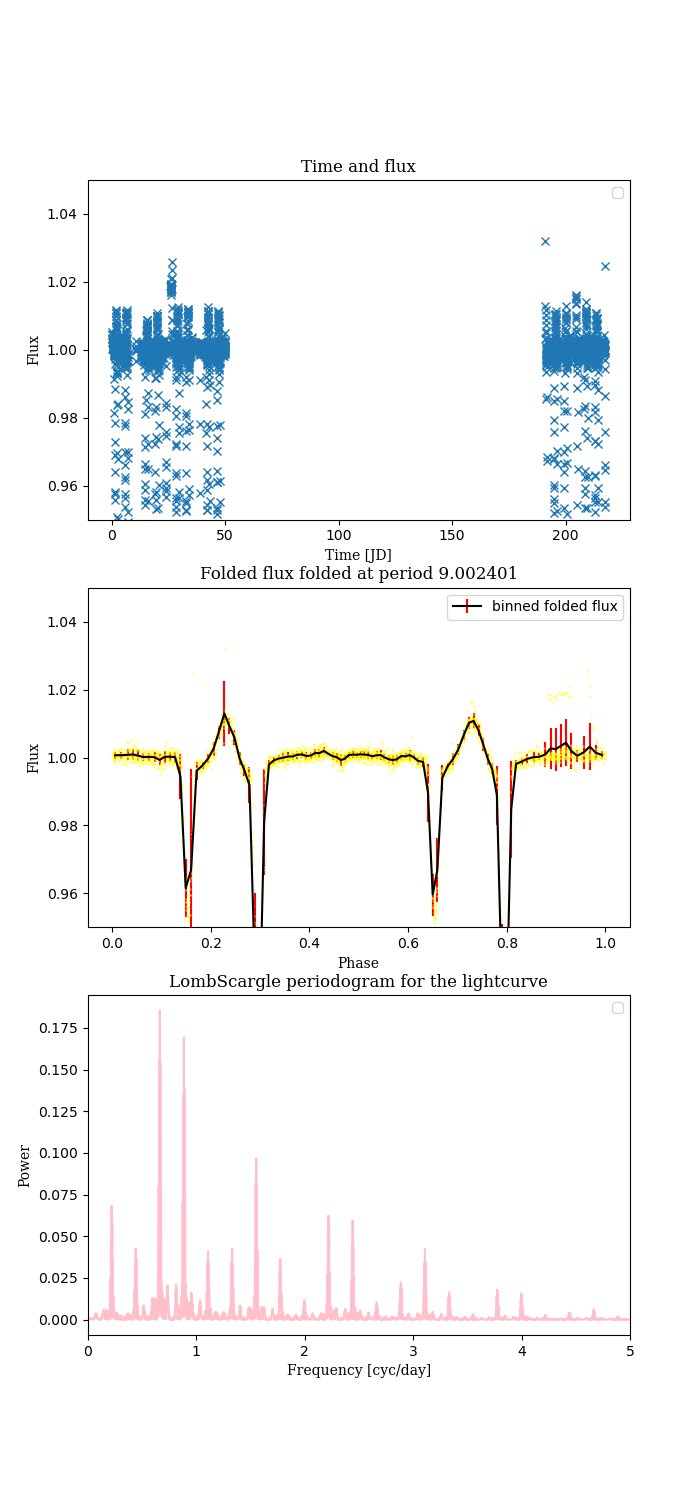 Time and flux
1.04
1.02
1.00
0.98
0.96
Flux
0 50 100 150 200
Time [JD]
Folded flux folded at period 9.002401
binned folded flux
1.04
1.02
1.00
0.98
0.96
Flux
0.0 0.2 0.4 0.6 0.8 1.0
Phase
LombScargle periodogram for the lightcurve
0.175
0.150
0.125
0.100
0.075
0.050
0.025
0.000
Power
0 1 2 3 4 5
Frequency [cyc/day]